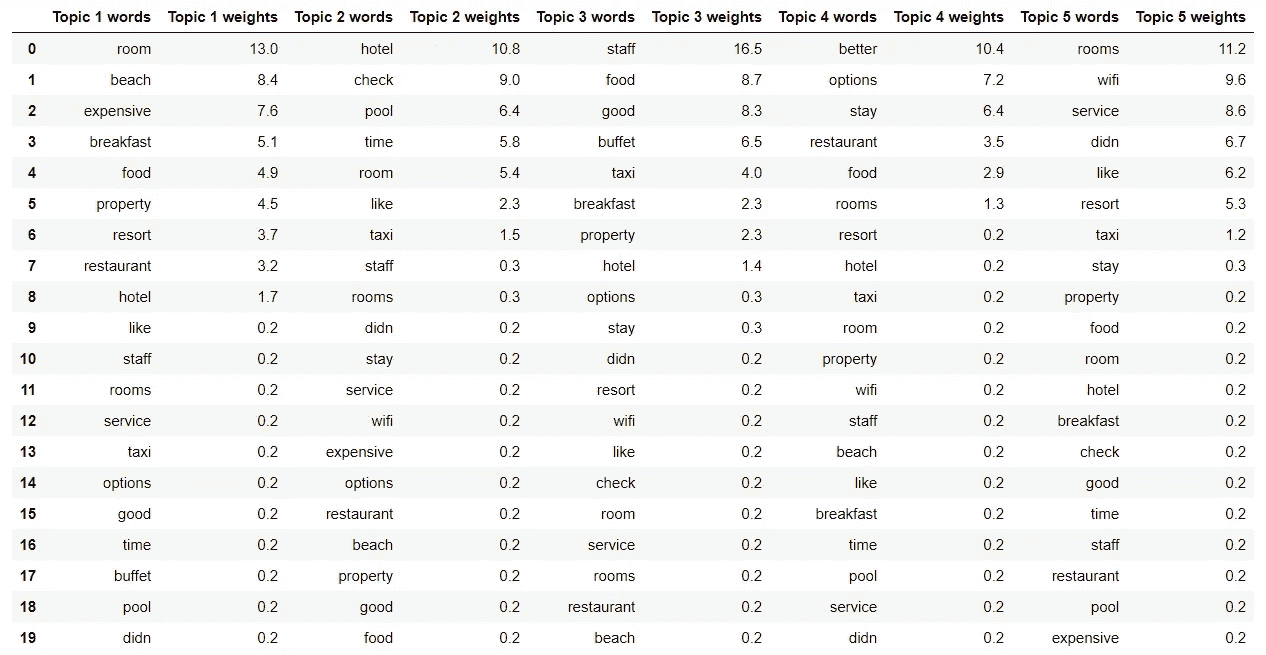 Topic 1 words Topic 1 weights Topic 2 words Topic 2 weights Topic 3 words Topic 3 weights Topic 4 words Topic 4 weights Topic 5 words Topic 5 weights
0 room 13.0 hotel 10.8 staff 16.5 better 10.4 rooms 11.2
1 beach 8.4 check 9.0 food 8.7 options 7.2 wifi 9.6
2 expensive 7.6 pool 6.4 good 8.3 stay 6.4 service 8.6
3 breakfast 5.1 time 5.8 buffet 6.5 restaurant 3.5 didn 6.7
4 food 4.9 room 5.4 taxi 4.0 food 2.9 like 6.2
5 property 4.5 like 2.3 breakfast 2.3 rooms 1.3 resort 5.3
6 resort 3.7 taxi 1.5 property 2.3 resort 0.2 taxi 1.2
7 restaurant 3.2 staff 0.3 hotel 1.4 hotel 0.2 stay 0.3
8 hotel 1.7 rooms 0.3 options 0.3 taxi 0.2 property 0.2
9 like 0.2 didn 0.2 stay 0.3 room 0.2 food 0.2
10 staff 0.2 stay 0.2 didn 0.2 property 0.2 room 0.2
11 rooms 0.2 service 0.2 resort 0.2 wifi 0.2 hotel 0.2
12 service 0.2 wifi 0.2 wifi 0.2 staff 0.2 breakfast 0.2
13 taxi 0.2 expensive 0.2 like 0.2 beach 0.2 check 0.2
14 options 0.2 options 0.2 check 0.2 like 0.2 good 0.2
15 good 0.2 restaurant 0.2 room 0.2 breakfast 0.2 time 0.2
16 time 0.2 beach 0.2 service 0.2 time 0.2 staff 0.2
17 buffet 0.2 property 0.2 rooms 0.2 pool 0.2 restaurant 0.2
18 pool 0.2 good 0.2 restaurant 0.2 service 0.2 pool 0.2
19 didn 0.2 food 0.2 beach 0.2 didn 0.2 expensive 0.2